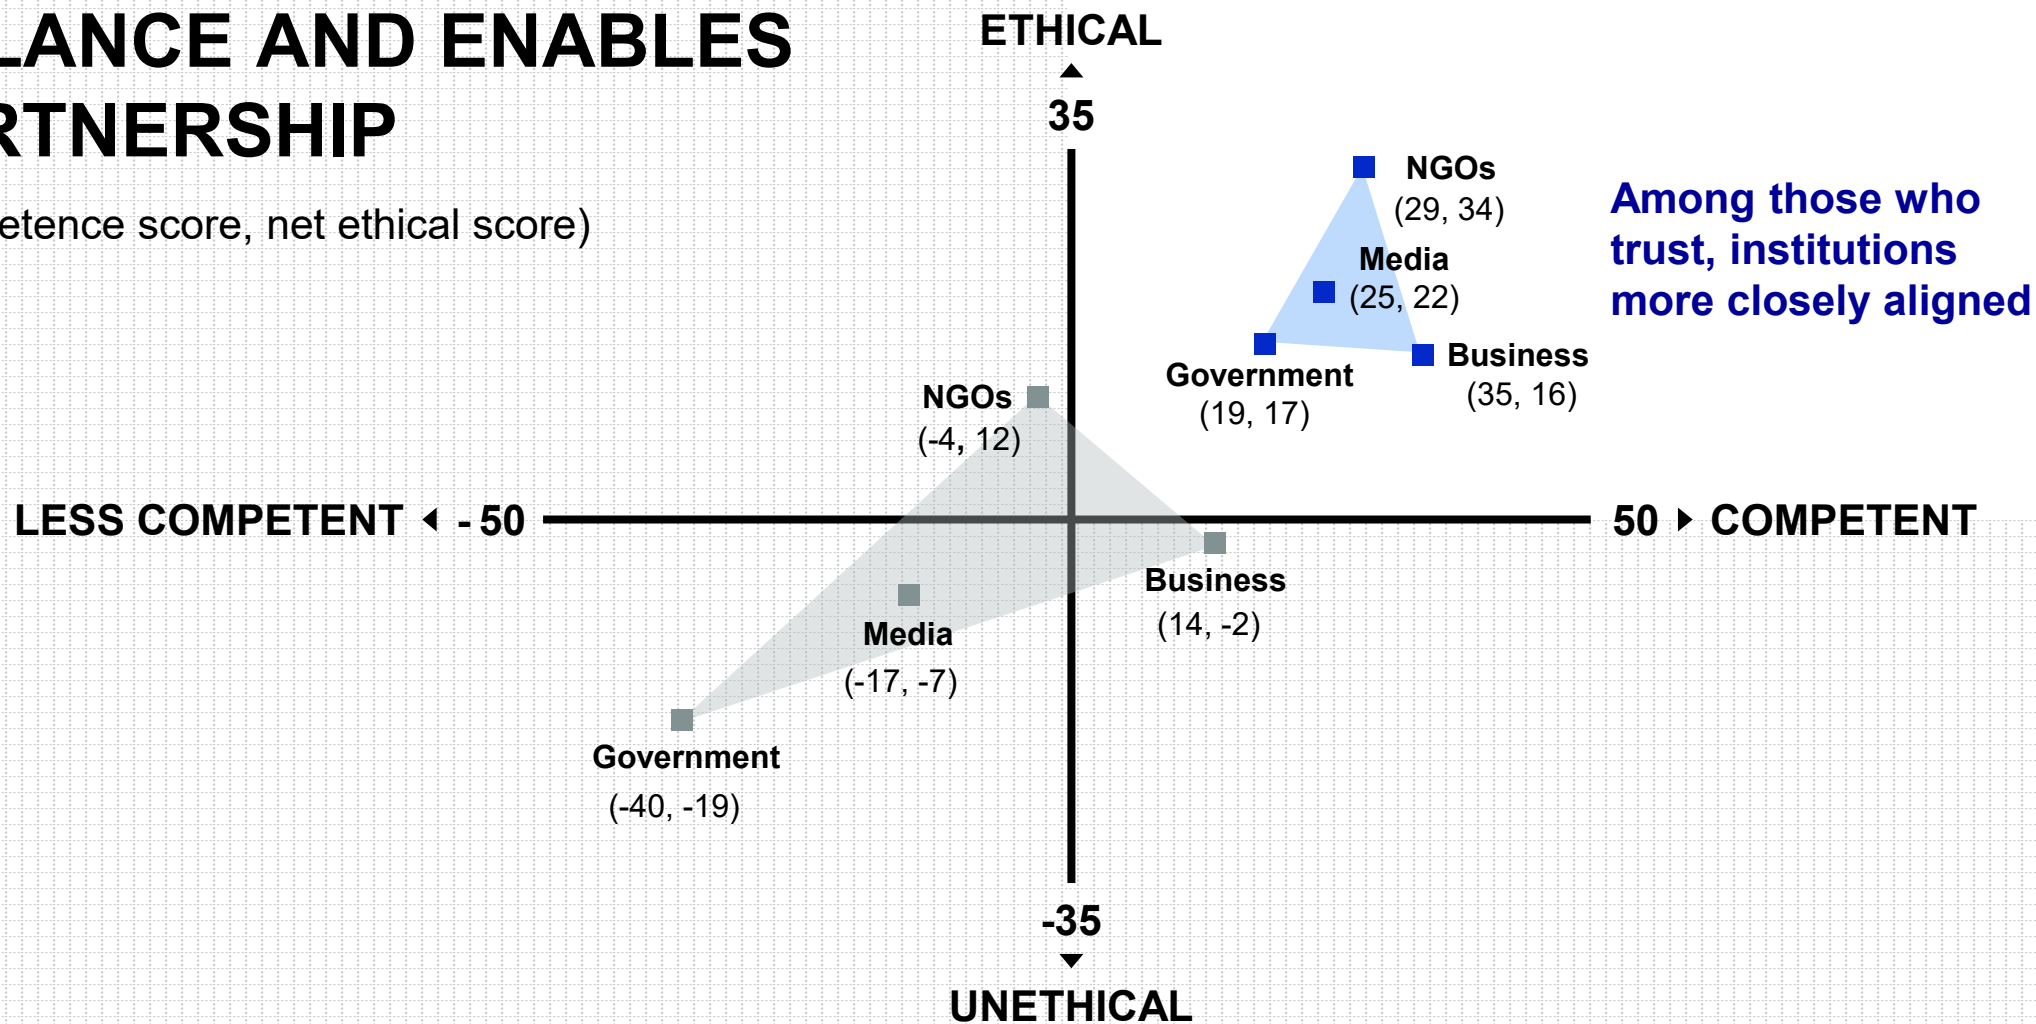 LANCE AND ENABLES
RTNERSHIP
etence score, net ethical score)
ETHICAL
35
NGOs
(29, 34)
Media
(25, 22)
Government
(19, 17)
Business
(35, 16)
Among those who
trust, institutions
more closely aligned
NGOs
(-4, 12)
LESS COMPETENT
- 50
50
COMPETENT
Business
(14, -2)
Media
(-17, -7)
Government
(-40, -19)
-35
UNETHICAL